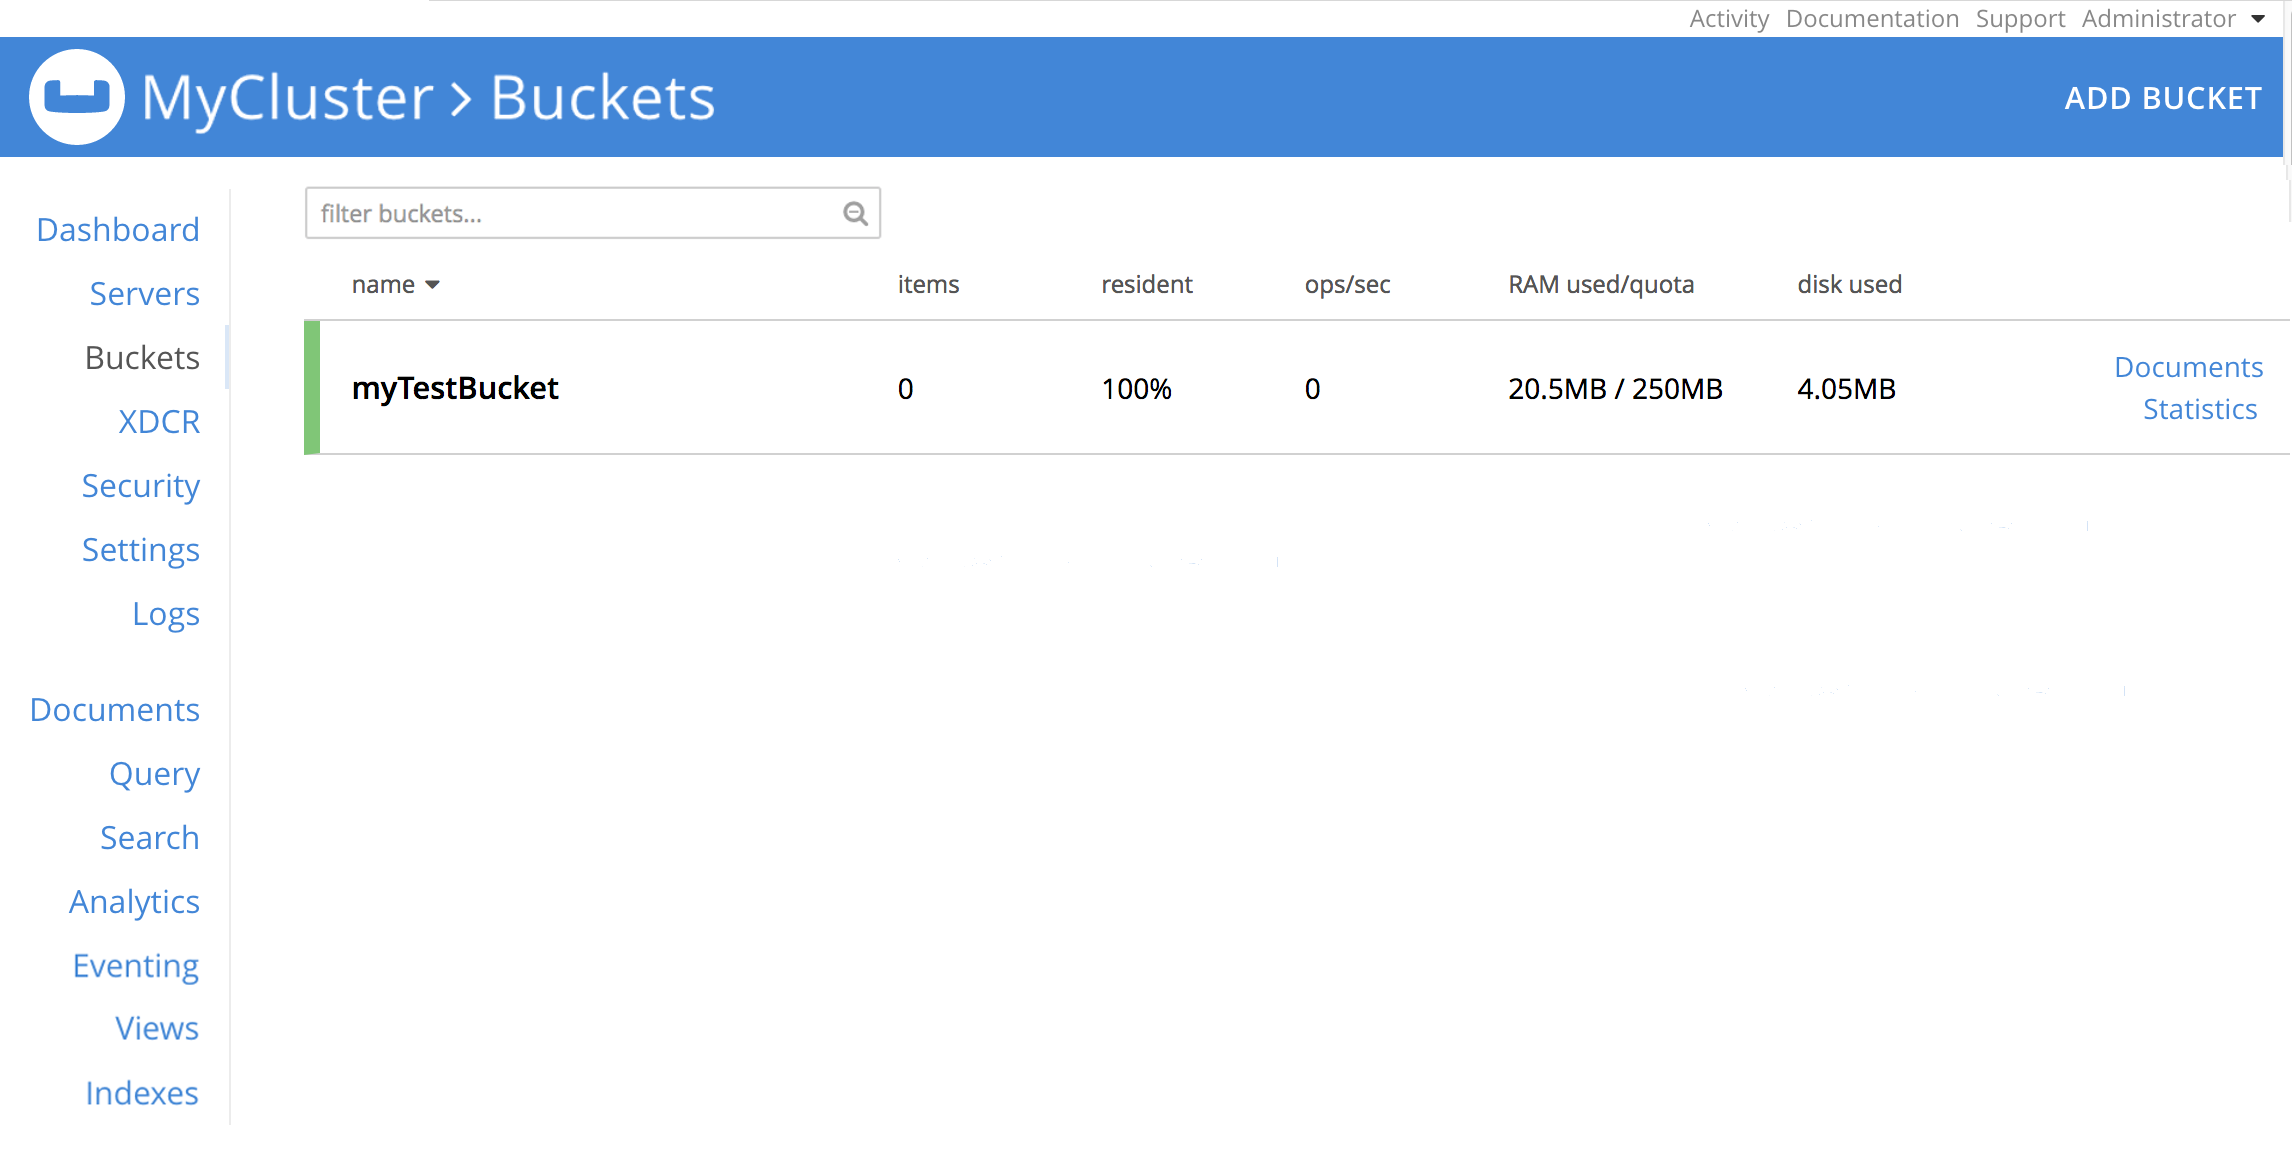 Activity Documentation Support Administrator
MyCluster > Buckets
ADD BUCKET
filter buckets...
name items resident ops/sec RAM used/quota disk used
myTestBucket 0 100% 0 20.5MB / 250MB 4.05MB
Documents
Statistics
Dashboard
Servers
Buckets
XDCR
Security
Settings
Logs
Documents
Query
Search
Analytics
Eventing
Views
Indexes